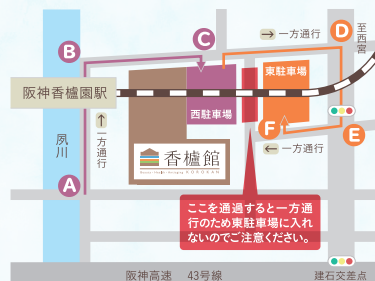 → 一方通行
D
至西宮
C
B
東駐車場
阪神香櫨園駅
西駐車場
F
E
← 一方通行
↑
一方通行
夙川
香櫨館
KOROKAN
A
ここを通過すると一方通
行のため東駐車場に入れ
ないのでご注意ください。
阪神高速 43号線
建石交差点